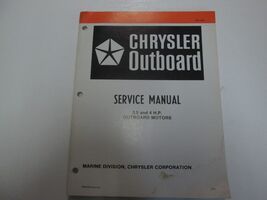 CHRYSLER
Outboard
SERVICE MANUAL
3.5 and 4 H.P.
OUTBOARD MOTORS
MARINE DIVISION, CHRYSLER CORPORATION